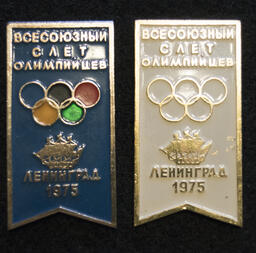 ВСЕСОЮЗНЫЙ
СЛЕТ
ОЛИМПИЙЦЕВ
ЛЕНИНГРАД
1975
ВСЕСОЮЗНЫЙ
СЛЕТ
ОЛИМПИЙЦЕВ
ЛЕНИНГРАД
1975